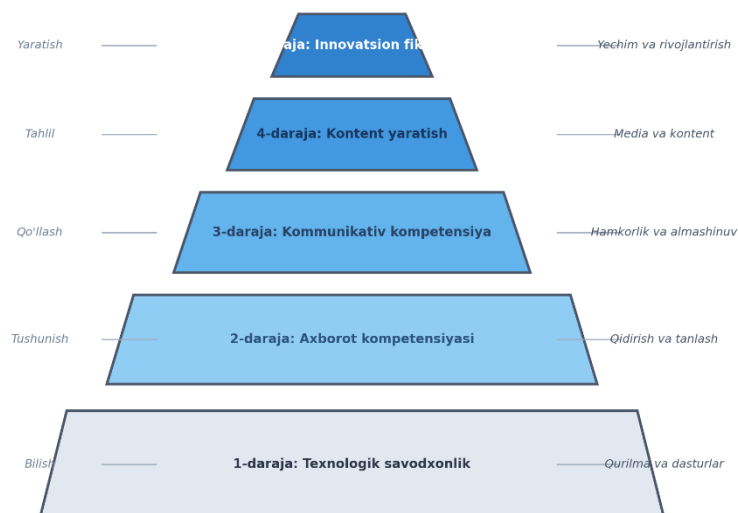 Yaratish
aja: Innovatsion fik
Yechim va rivojlantirish
Tahlil
4-daraja: Kontent yaratish
Media va kontent
Qo'llash
3-daraja: Kommunikativ kompetensiya
Hamkorlik va almashinuv
Tushunish
2-daraja: Axborot kompetensiyasi
Qidirish va tanlash
Bilish
1-daraja: Texnologik savodxonlik
Qurilma va dasturlar